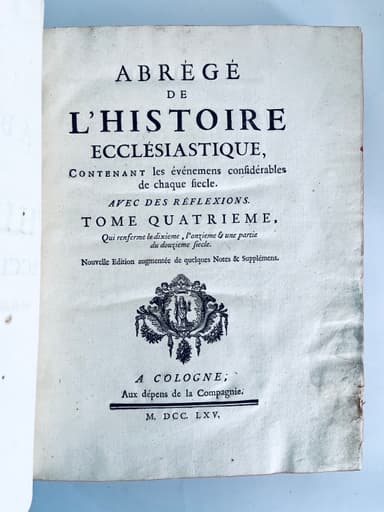 ABRÉGÉ
DE
L'HISTOIRE
ECCLÉSIASTIQUE,
CONTENANT les événemens conſidérables
de chaque ſiecle.
AVEC DES RÉFLEXIONS.
TOME QUATRIEME,
Qui renferme le dixieme, l'onzieme & une partie
du douzieme ſiecle.
Nouvelle Edition augmentée de quelques Notes & Supplémens.
A COLOGNE;
Aux dépens de la Compagnie.
M. DCC. LXV.